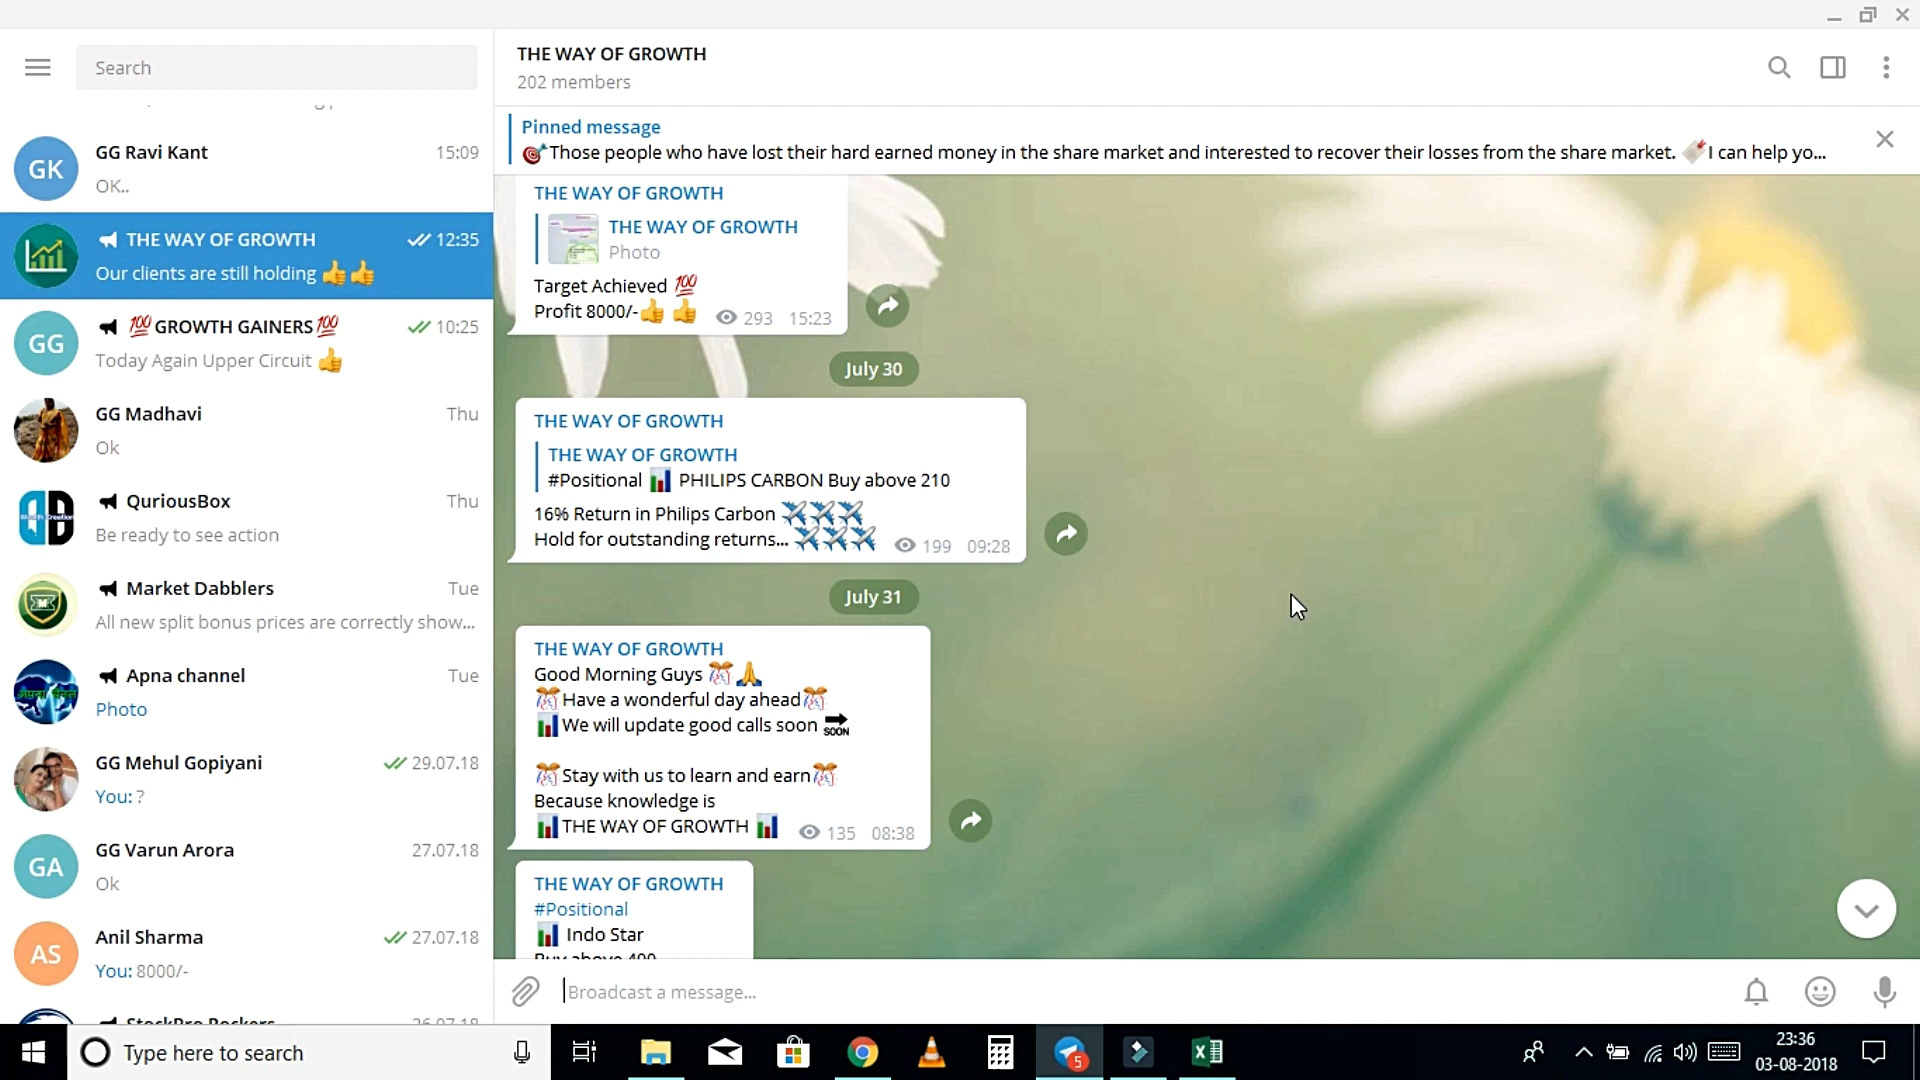 Search
GK
GG Ravi Kant
15:09
OK..
THE WAY OF GROWTH
12:35
Our clients are still holding 👍👍
GG
💯GROWTH GAINERS💯
10:25
Today Again Upper Circuit 👍
GG Madhavi
Thu
Ok
QuriousBox
Thu
Be ready to see action
Market Dabblers
Tue
All new split bonus prices are correctly show...
Apna channel
Tue
Photo
GG Mehul Gopiyani
29.07.18
You: ?
GA
GG Varun Arora
27.07.18
Ok
AS
Anil Sharma
27.07.18
You: 8000/-
THE WAY OF GROWTH
202 members
Pinned message
🎯Those people who have lost their hard earned money in the share market and interested to recover their losses from the share market. I can help yo...
THE WAY OF GROWTH
THE WAY OF GROWTH
Photo
Target Achieved 💯
Profit 8000/-👍 👍
293 15:23
July 30
THE WAY OF GROWTH
THE WAY OF GROWTH
#Positional 📊 PHILIPS CARBON Buy above 210
16% Return in Philips Carbon ✈✈✈
Hold for outstanding returns... ✈✈✈
199 09:28
July 31
THE WAY OF GROWTH
Good Morning Guys 🎊🙏
🎊Have a wonderful day ahead🎊
📊We will update good calls soon 🔜
🎊Stay with us to learn and earn🎊
Because knowledge is
📊THE WAY OF GROWTH 📊
135 08:38
THE WAY OF GROWTH
#Positional
📊 Indo Star
Buy above 400
Broadcast a message...
Type here to search
5
23:36
03-08-2018